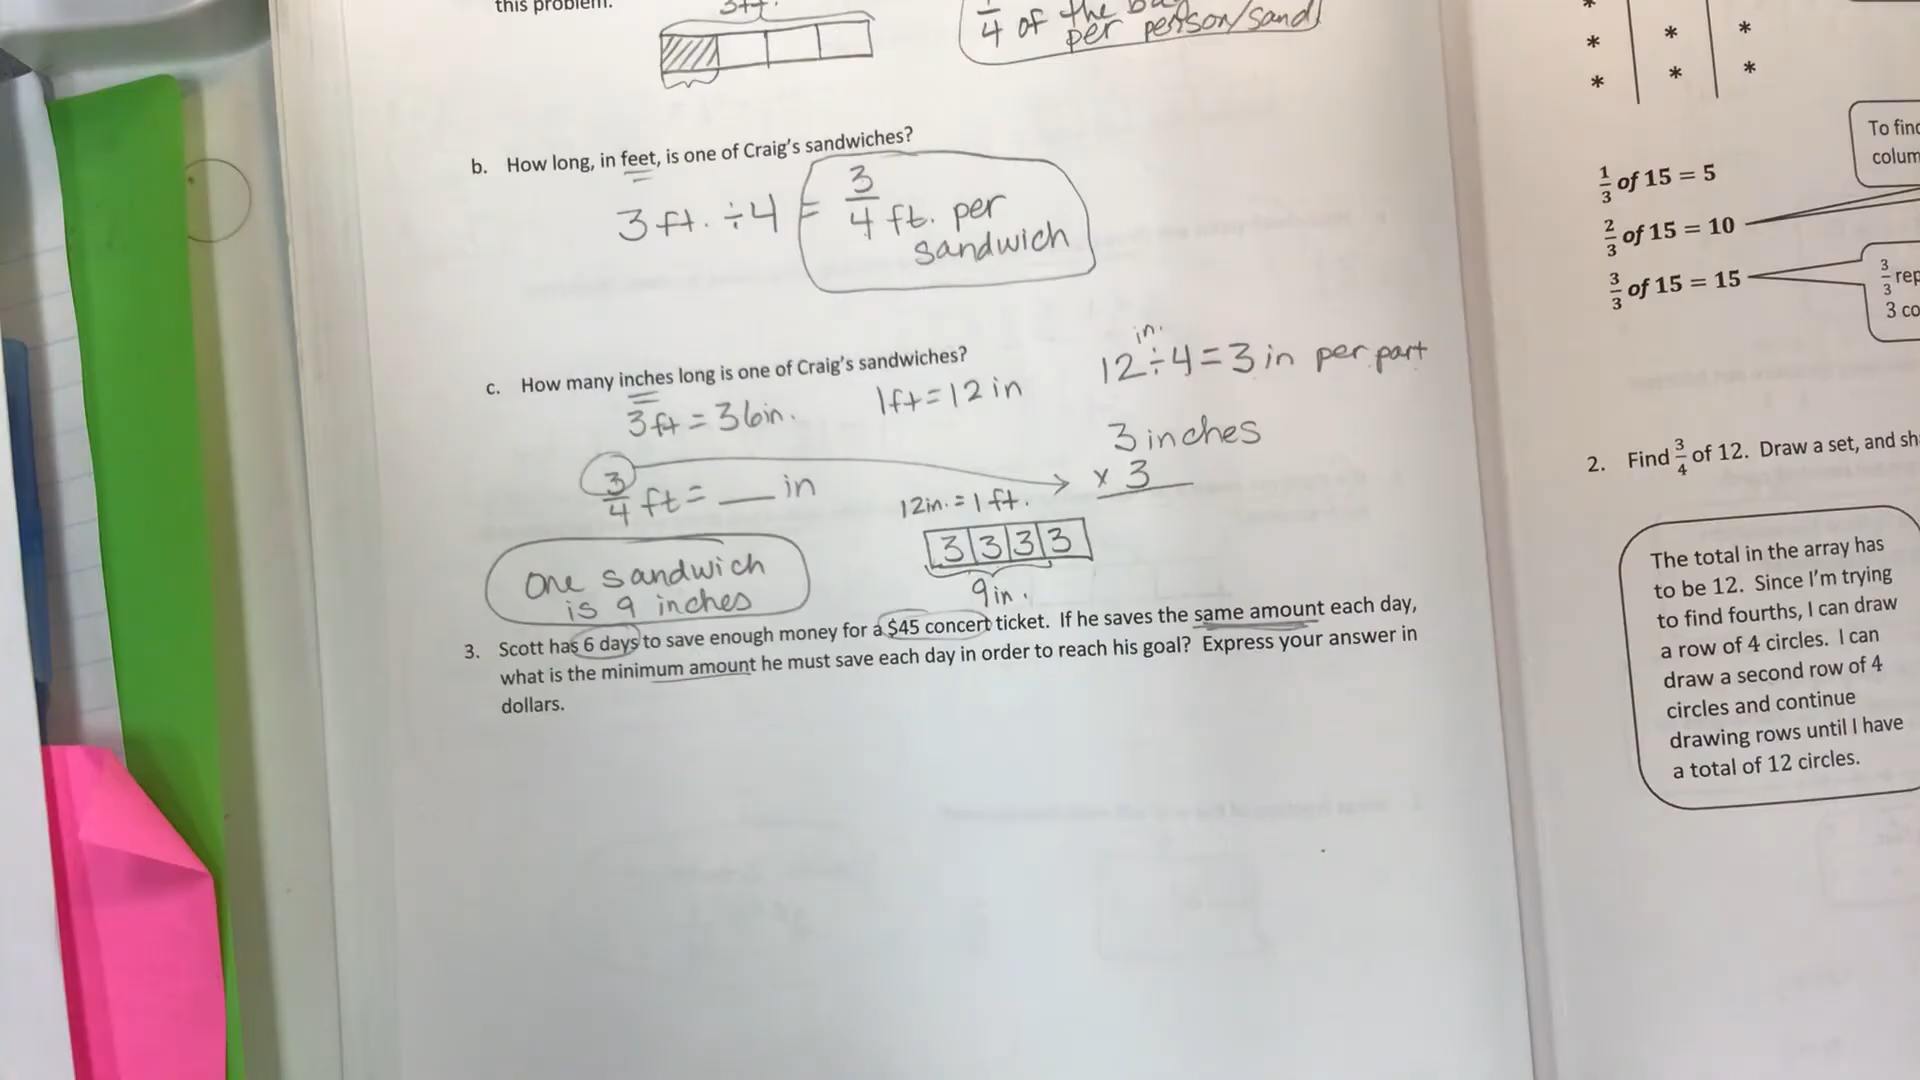 this problem.
3ft.
1/4 of the
per person/sand
b. How long, in feet, is one of Craig's sandwiches?
3 ft. ÷ 4 = 3/4 ft. per
sandwich
c. How many inches long is one of Craig's sandwiches?
3ft = 36in.
1ft = 12 in
in.
12 ÷ 4 = 3 in per part
3 inches
x 3
3/4 ft = __ in
12in. = 1 ft.
3 3 3 3
9in.
One sandwich
is 9 inches
3. Scott has 6 days to save enough money for a $45 concert ticket. If he saves the same amount each day,
what is the minimum amount he must save each day in order to reach his goal? Express your answer in
dollars.
*
* * *
* * *
To find
colum
1/3 of 15 = 5
2/3 of 15 = 10
3/3 of 15 = 15
3/3 rep
3 co
2. Find 3/4 of 12. Draw a set, and sh
The total in the array has
to be 12. Since I'm trying
to find fourths, I can draw
a row of 4 circles. I can
draw a second row of 4
circles and continue
drawing rows until I have
a total of 12 circles.